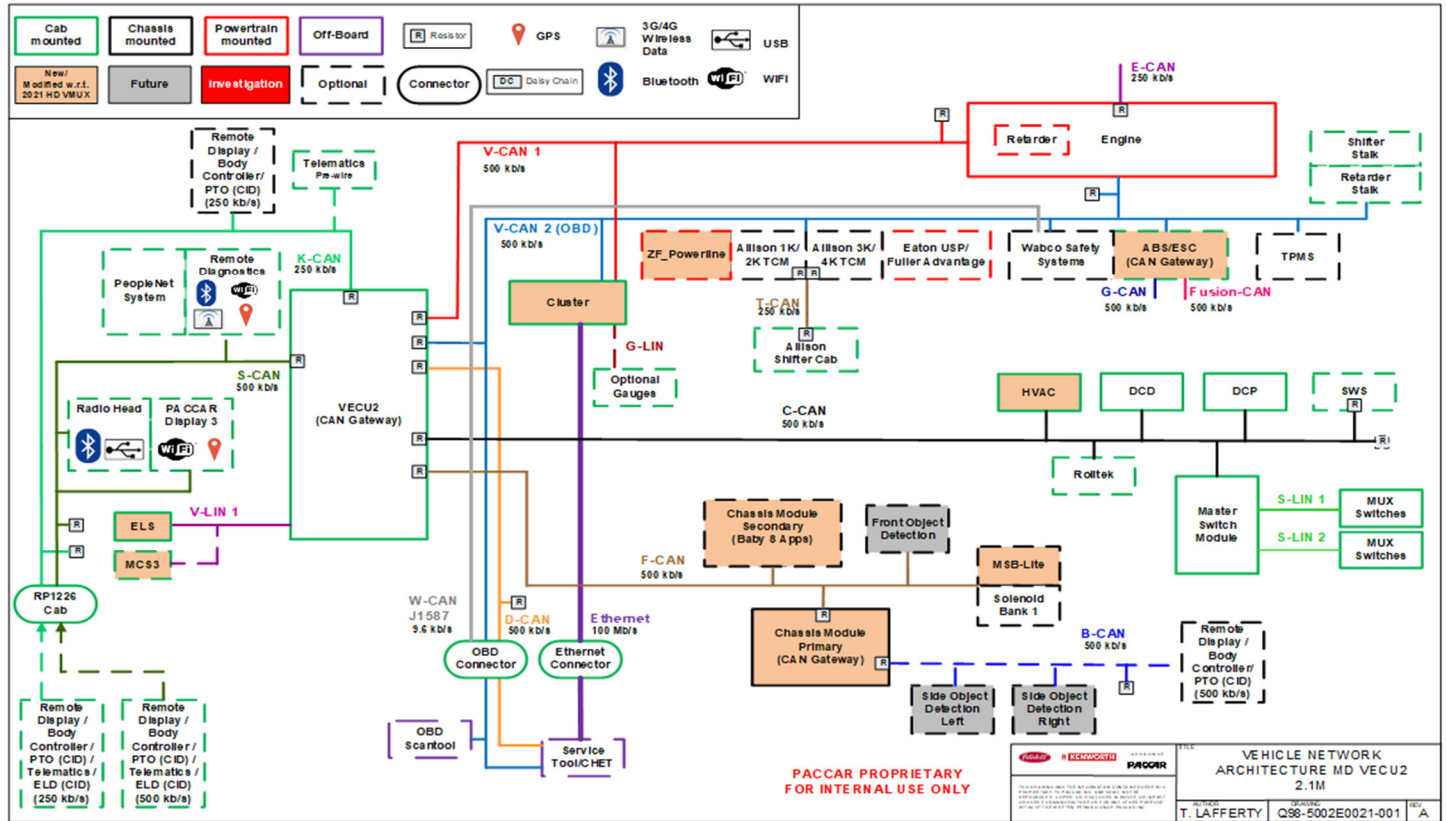 Cab
mounted
Chassis
mounted
Powertrain
mounted
Off-Board
R Resistor
GPS
3G/4G
Wireless
Data
USB
New/
Modified w.r.t.
2021 HD VMUX
Future
Investigation
Optional
Connector
DC Daisy Chain
Bluetooth
WiFi
WIFI
E-CAN
250 kb/s
R
R
Retarder
Engine
Shifter
Stalk
Retarder
Stalk
Remote
Display /
Body
Controller/
PTO (CID)
(250 kb/s)
Telematics
Pre-wire
V-CAN 1
500 kb/s
R
V-CAN 2 (OBD)
500 kb/s
ZF_Powerline
Allison 1K/
2K TCM
Allison 3K/
4K TCM
R
R
Eaton USP/
Fuller Advantage
Wabco Safety
Systems
ABS/ESC
(CAN Gateway)
TPMS
K-CAN
250 kb/s
PeopleNet
System
Remote
Diagnostics
WiFi
R
Cluster
T-CAN
250 kb/s
G-CAN
500 kb/s
Fusion-CAN
500 kb/s
R
R
R
R
Allison
Shifter Cab
G-LIN
Optional
Gauges
S-CAN
500 kb/s
R
VECU2
(CAN Gateway)
HVAC
DCD
DCP
SWS
R
Radio Head
PACCAR
Display 3
WiFi
C-CAN
500 kb/s
R
R
R
Rolltek
V-LIN 1
ELS
MCS3
R
R
Master
Switch
Module
S-LIN 1
MUX
Switches
S-LIN 2
MUX
Switches
Chassis Module
Secondary
(Baby 8 Apps)
Front Object
Detection
F-CAN
500 kb/s
MSB-Lite
Solenoid
Bank 1
RP1226
Cab
W-CAN
J1587
9.6 kb/s
R
D-CAN
500 kb/s
Ethernet
100 Mb/s
R
Chassis Module
Primary
(CAN Gateway)
R
B-CAN
500 kb/s
R
Remote
Display /
Body
Controller/
PTO (CID)
(500 kb/s)
OBD
Connector
Ethernet
Connector
Side Object
Detection
Left
Side Object
Detection
Right
Remote
Display /
Body
Controller /
PTO (CID) /
Telematics /
ELD (CID)
(250 kb/s)
Remote
Display /
Body
Controller /
PTO (CID) /
Telematics /
ELD (CID)
(500 kb/s)
OBD
Scantool
Service
Tool/CHET
PACCAR PROPRIETARY
FOR INTERNAL USE ONLY
Peterbilt
KENWORTH
PACCAR
TITLE
VEHICLE NETWORK
ARCHITECTURE MD VECU2
2.1M
AUTHOR
T. LAFFERTY
DRAWING
Q98-5002E0021-001
REV
A